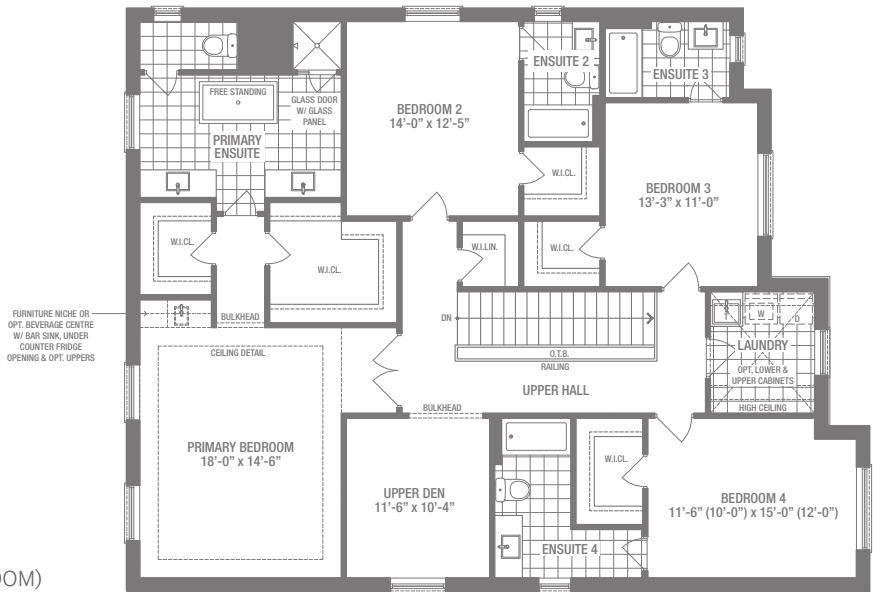 FREE STANDING
GLASS DOOR
W/ GLASS
PANEL
PRIMARY
ENSUITE
BEDROOM 2
14'-0" x 12'-5"
ENSUITE 2
ENSUITE 3
BEDROOM 3
13'-3" x 11'-0"
W.I.CL.
W.I.CL.
W.I.LIN.
W.I.CL.
W.I.CL.
FURNITURE NICHE OR
OPT. BEVERAGE CENTRE
W/ BAR SINK, UNDER
COUNTER FRIDGE
OPENING & OPT. UPPERS
BULKHEAD
CEILING DETAIL
DN
O.T.B.
RAILING
UPPER HALL
W
D
LAUNDRY
OPT. LOWER &
UPPER CABINETS
HIGH CEILING
BULKHEAD
PRIMARY BEDROOM
18'-0" x 14'-6"
UPPER DEN
11'-6" x 10'-4"
W.I.CL.
ENSUITE 4
BEDROOM 4
11'-6" (10'-0") x 15'-0" (12'-0")
OOM)